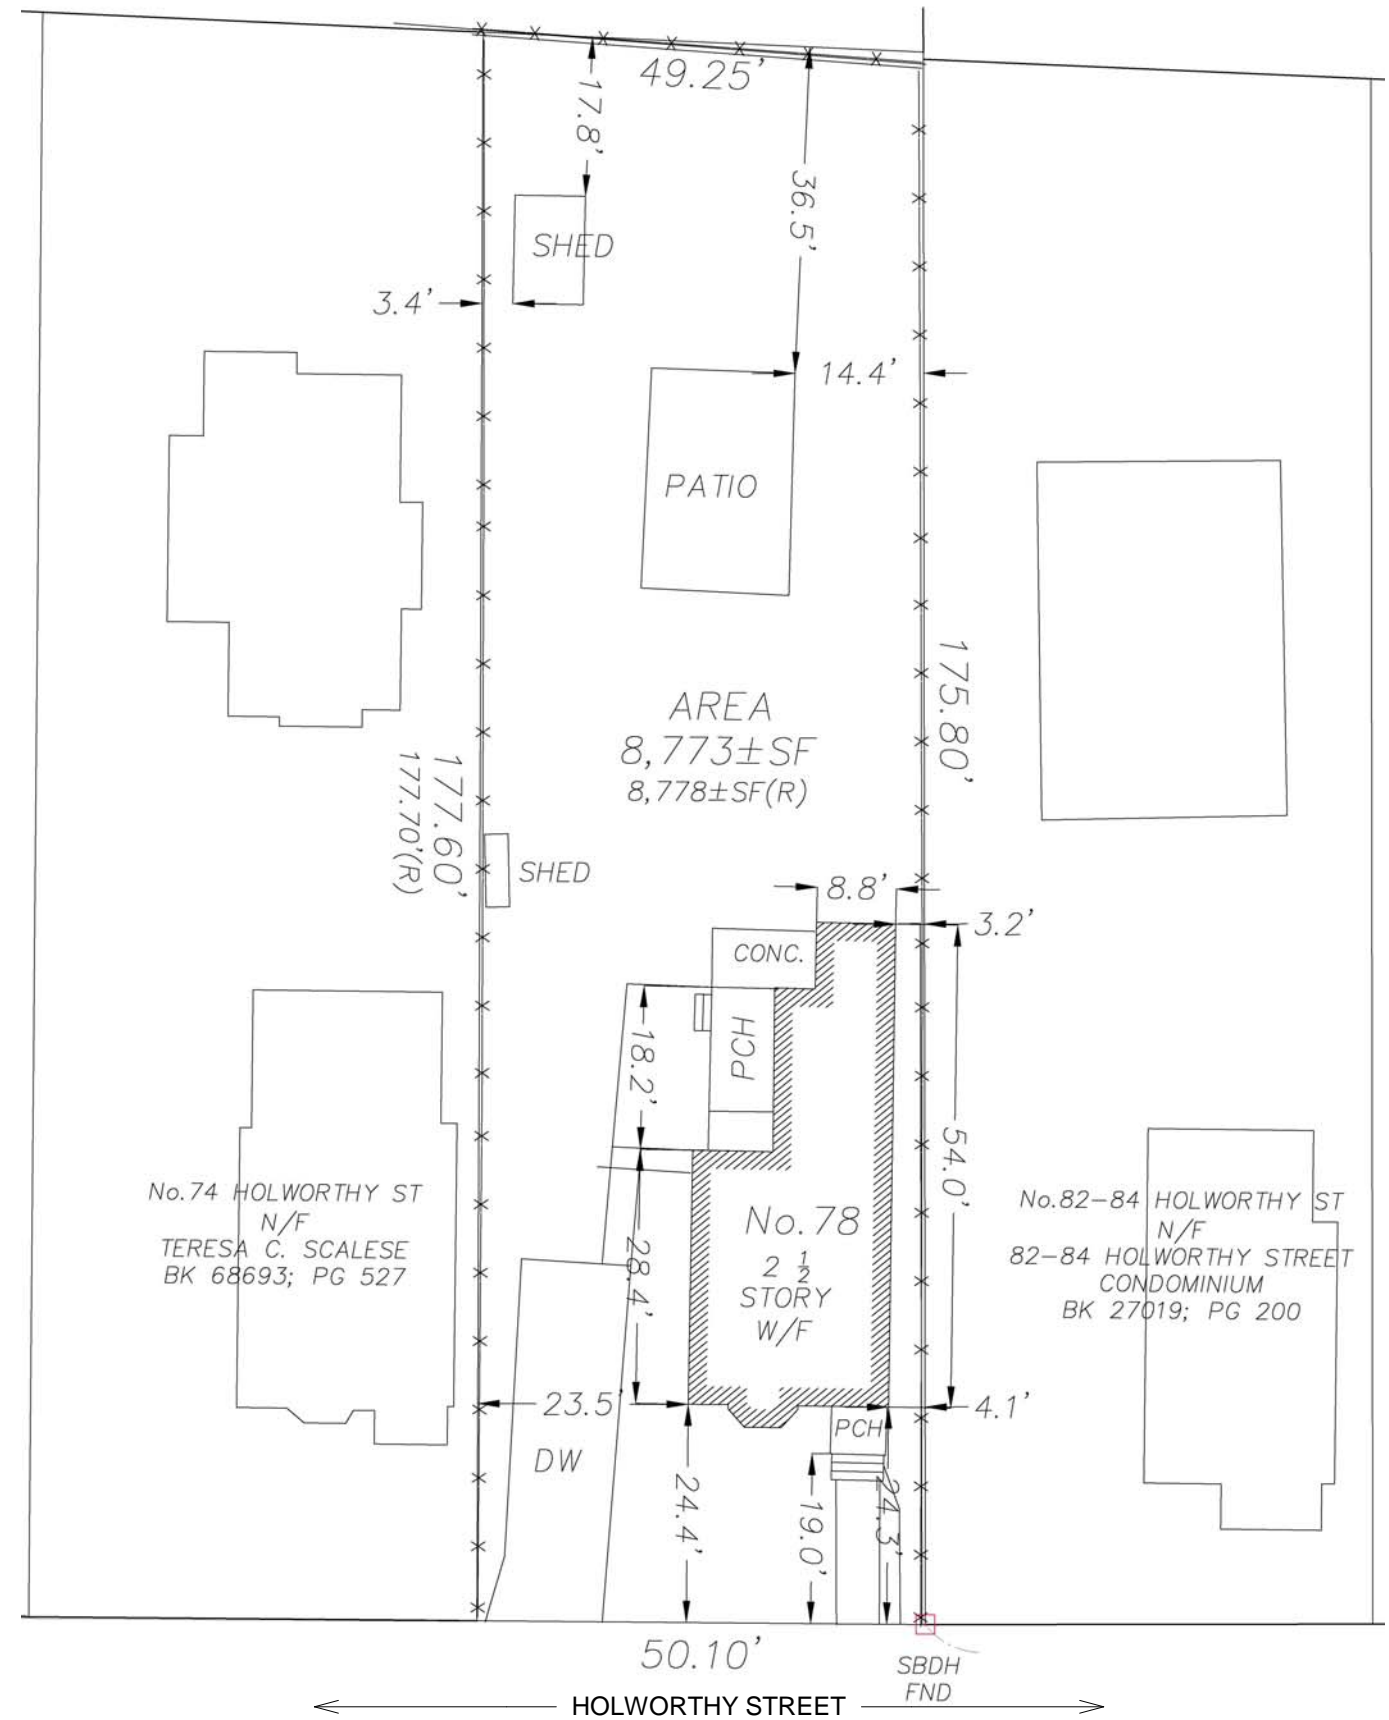 49.25'
17.8'
36.5'
SHED
3.4'
14.4'
PATIO
175.80'
AREA
8,773±SF
8,778±SF(R)
177.60'
177.70'(R)
SHED
8.8'
3.2'
CONC.
PCH
18.2'
54.0'
No.74 HOLWORTHY ST
N/F
TERESA C. SCALESE
BK 68693; PG 527
No.78
2 ½
STORY
W/F
28.4'
No.82-84 HOLWORTHY ST
N/F
82-84 HOLWORTHY STREET
CONDOMINIUM
BK 27019; PG 200
23.5'
4.1'
PCH
DW
24.4'
19.0'
24.3'
50.10'
SBDH
FND
HOLWORTHY STREET